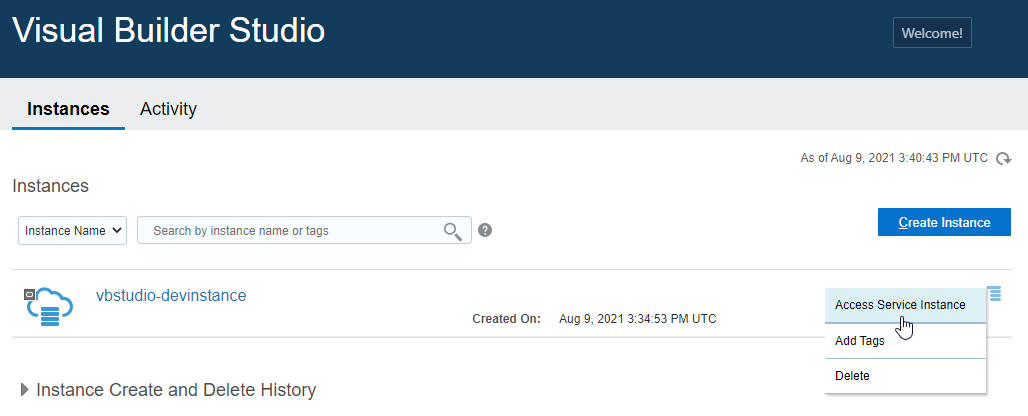 Visual Builder Studio
Welcome!
Instances
Activity
As of Aug 9, 2021 3:40:43 PM UTC
Instances
Instance Name
Search by instance name or tags
?
Create Instance
vbstudio-devinstance
Created On: Aug 9, 2021 3:34:53 PM UTC
Access Service Instance
Add Tags
Delete
Instance Create and Delete History